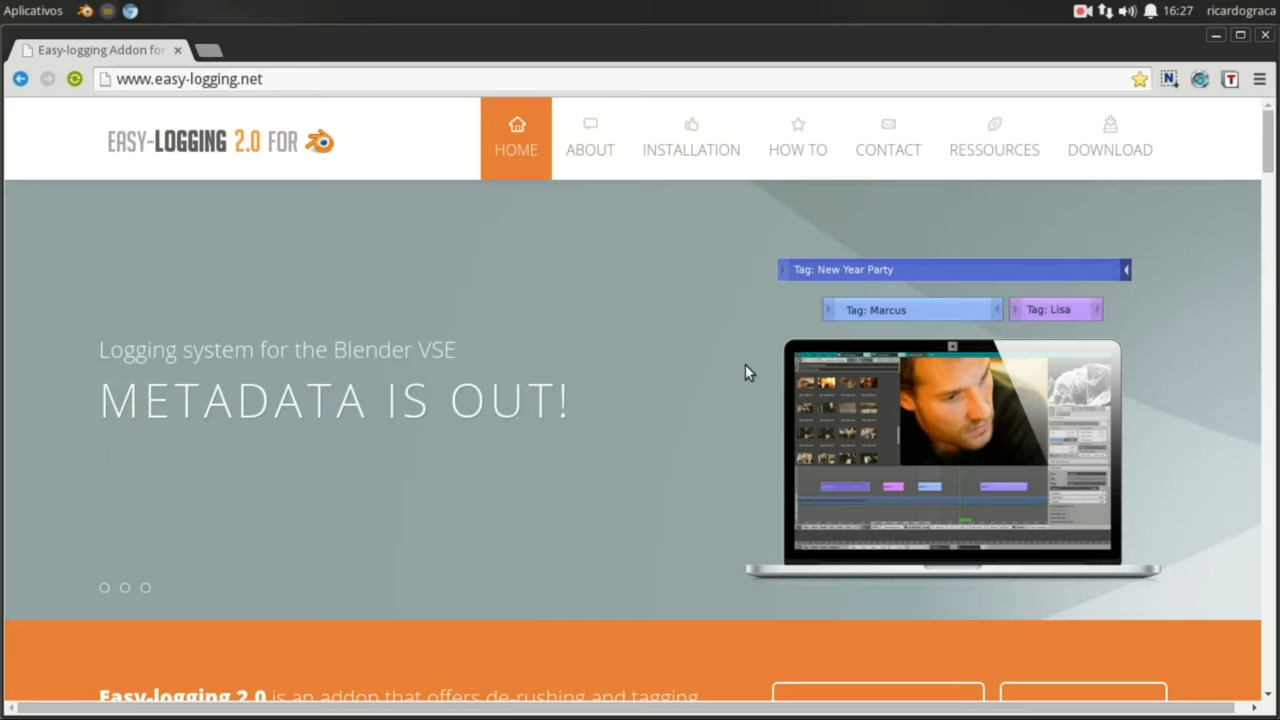 Aplicativos
16:27
ricardograca
Easy-logging Addon for
www.easy-logging.net
EASY-LOGGING 2.0 FOR
HOME
ABOUT
INSTALLATION
HOW TO
CONTACT
RESSOURCES
DOWNLOAD
Tag: New Year Party
Tag: Marcus
Tag: Lisa
Logging system for the Blender VSE
METADATA IS OUT!
Easy-logging 2.0 is an addon that offers de-rushing and tagging